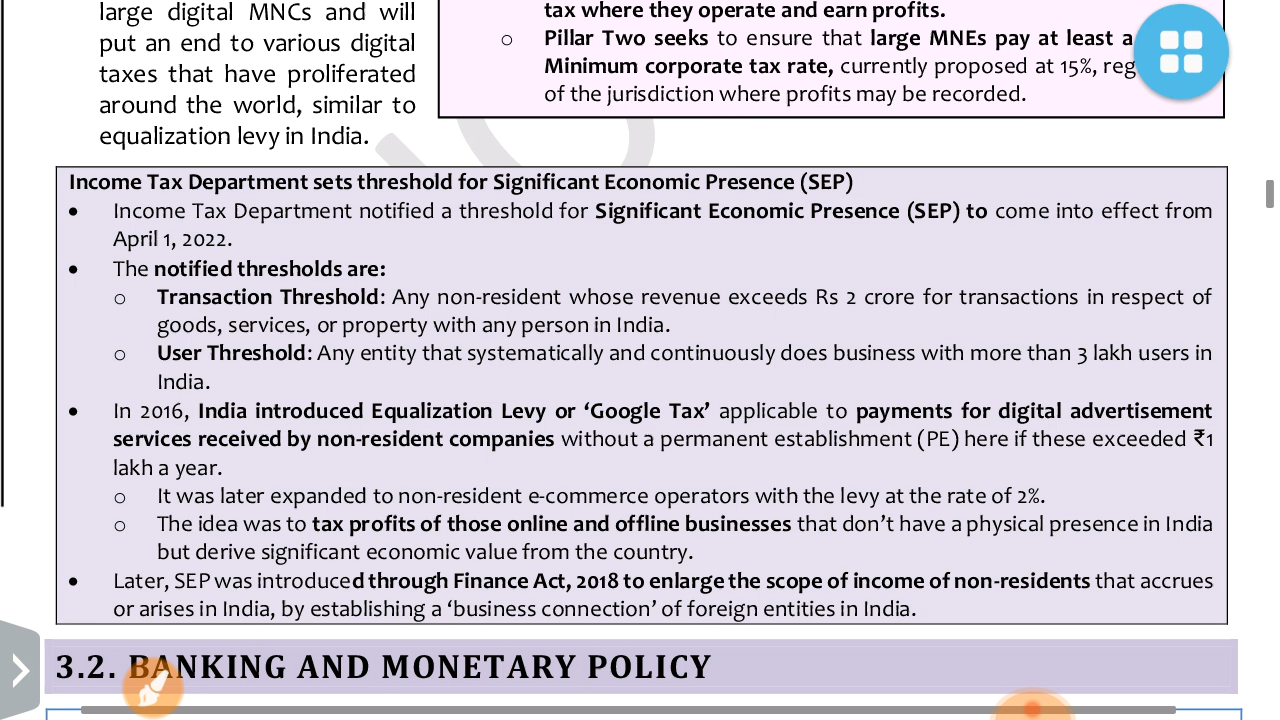 large digital MNCs and will
put an end to various digital
taxes that have proliferated
around the world, similar to
equalization levy in India.
tax where they operate and earn profits.
o Pillar Two seeks to ensure that large MNEs pay at least a
Minimum corporate tax rate, currently proposed at 15%, reg
of the jurisdiction where profits may be recorded.
Income Tax Department sets threshold for Significant Economic Presence (SEP)
• Income Tax Department notified a threshold for Significant Economic Presence (SEP) to come into effect from
April 1, 2022.
• The notified thresholds are:
o Transaction Threshold: Any non-resident whose revenue exceeds Rs 2 crore for transactions in respect of
goods, services, or property with any person in India.
o User Threshold: Any entity that systematically and continuously does business with more than 3 lakh users in
India.
• In 2016, India introduced Equalization Levy or ‘Google Tax’ applicable to payments for digital advertisement
services received by non-resident companies without a permanent establishment (PE) here if these exceeded ₹1
lakh a year.
o It was later expanded to non-resident e-commerce operators with the levy at the rate of 2%.
o The idea was to tax profits of those online and offline businesses that don’t have a physical presence in India
but derive significant economic value from the country.
• Later, SEP was introduced through Finance Act, 2018 to enlarge the scope of income of non-residents that accrues
or arises in India, by establishing a ‘business connection’ of foreign entities in India.
3.2. BANKING AND MONETARY POLICY